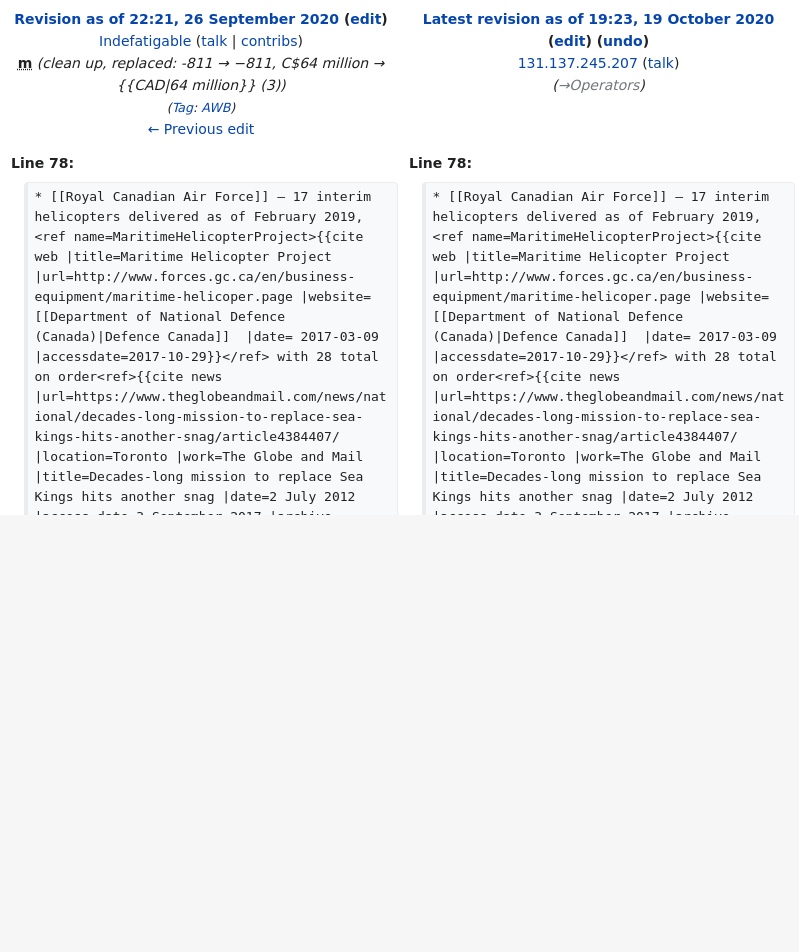 Revision as of 22:21, 26 September 2020 (edit)
Indefatigable (talk | contribs)
m (clean up, replaced: -811 → −811, C$64 million →
{{CAD|64 million}} (3))
(Tag: AWB)
← Previous edit
Line 78:
* [[Royal Canadian Air Force]] – 17 interim
helicopters delivered as of February 2019,
<ref name=MaritimeHelicopterProject>{{cite
web |title=Maritime Helicopter Project
|url=http://www.forces.gc.ca/en/business-
equipment/maritime-helicoper.page |website=
[[Department of National Defence
(Canada)|Defence Canada]]  |date= 2017-03-09
|accessdate=2017-10-29}}</ref> with 28 total
on order<ref>{{cite news
|url=https://www.theglobeandmail.com/news/nat
ional/decades-long-mission-to-replace-sea-
kings-hits-another-snag/article4384407/
|location=Toronto |work=The Globe and Mail
|title=Decades-long mission to replace Sea
Kings hits another snag |date=2 July 2012
Latest revision as of 19:23, 19 October 2020
(edit) (undo)
131.137.245.207 (talk)
(→Operators)
Line 78:
* [[Royal Canadian Air Force]] – 17 interim
helicopters delivered as of February 2019,
<ref name=MaritimeHelicopterProject>{{cite
web |title=Maritime Helicopter Project
|url=http://www.forces.gc.ca/en/business-
equipment/maritime-helicoper.page |website=
[[Department of National Defence
(Canada)|Defence Canada]]  |date= 2017-03-09
|accessdate=2017-10-29}}</ref> with 28 total
on order<ref>{{cite news
|url=https://www.theglobeandmail.com/news/nat
ional/decades-long-mission-to-replace-sea-
kings-hits-another-snag/article4384407/
|location=Toronto |work=The Globe and Mail
|title=Decades-long mission to replace Sea
Kings hits another snag |date=2 July 2012